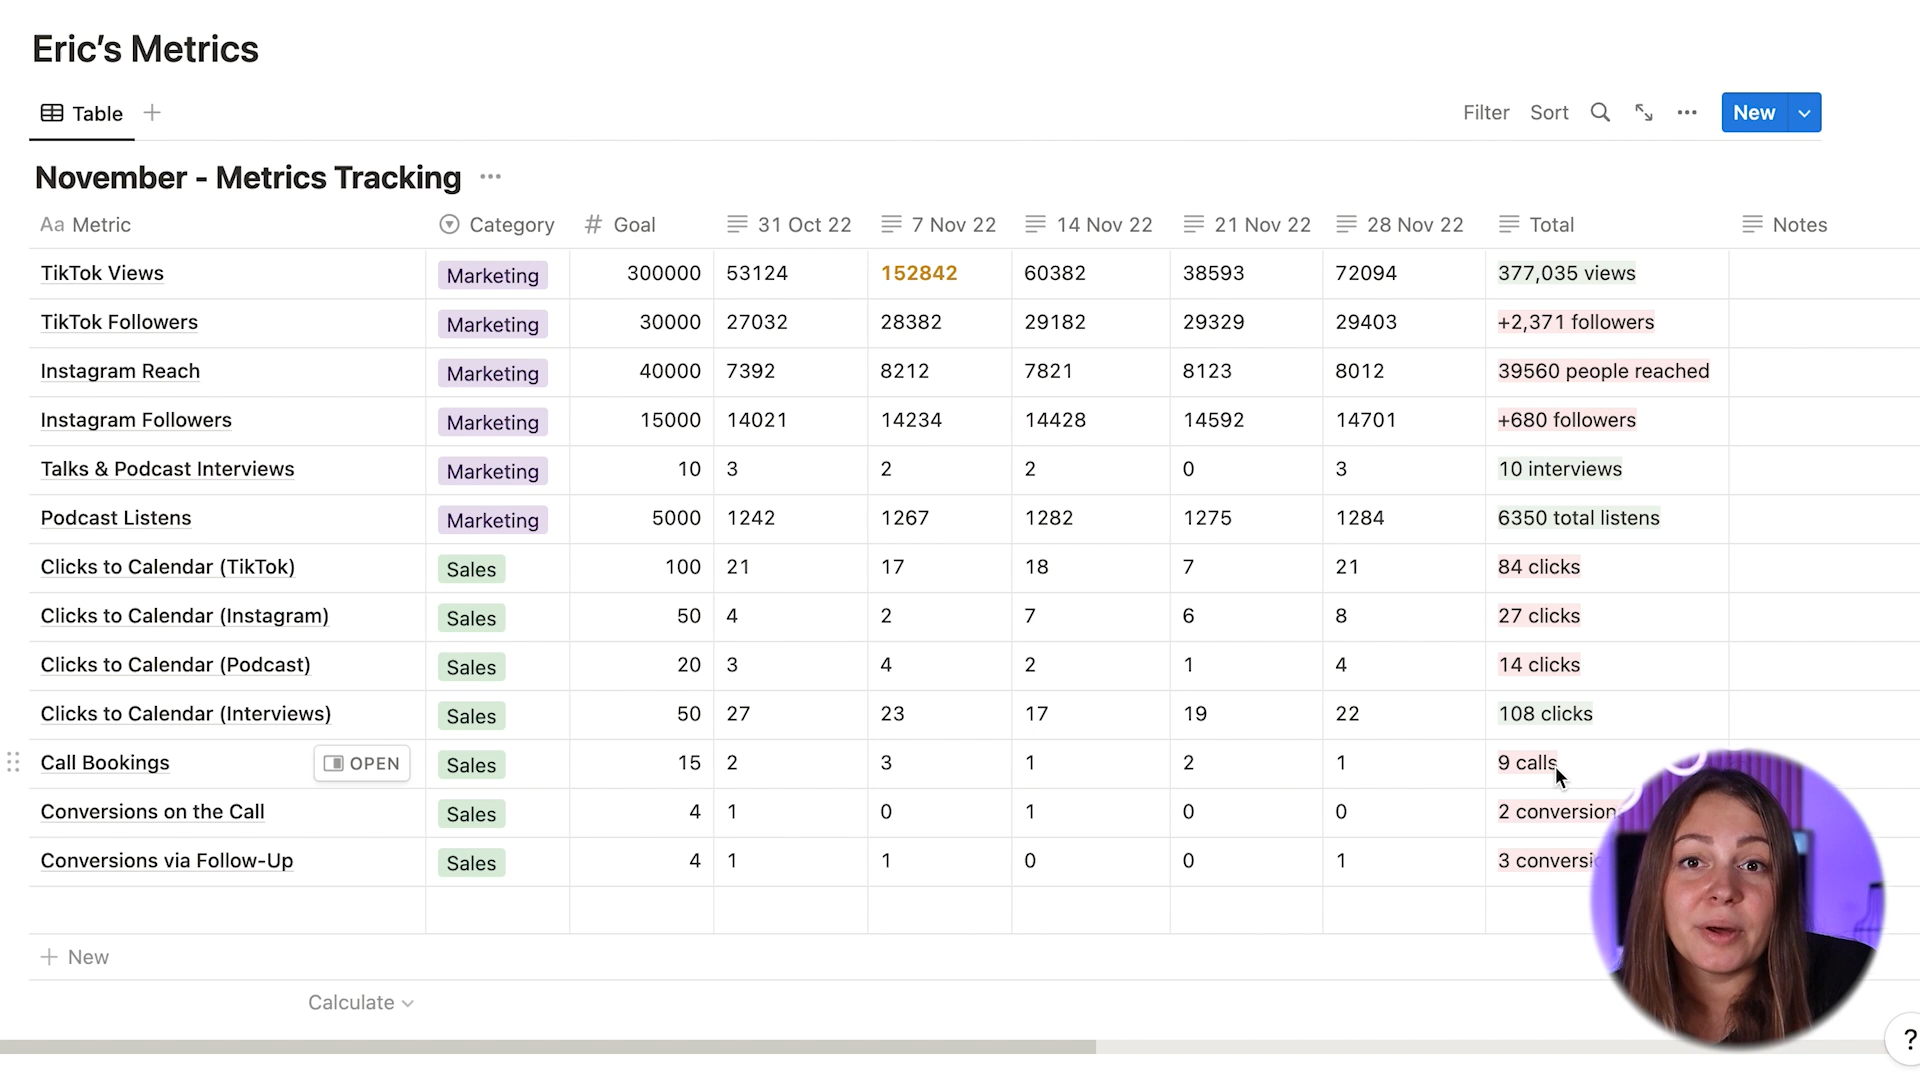 Eric's Metrics
Table
Filter Sort New
November - Metrics Tracking
Aa Metric Category # Goal 31 Oct 22 7 Nov 22 14 Nov 22 21 Nov 22 28 Nov 22 Total Notes
TikTok Views Marketing 300000 53124 152842 60382 38593 72094 377,035 views
TikTok Followers Marketing 30000 27032 28382 29182 29329 29403 +2,371 followers
Instagram Reach Marketing 40000 7392 8212 7821 8123 8012 39560 people reached
Instagram Followers Marketing 15000 14021 14234 14428 14592 14701 +680 followers
Talks & Podcast Interviews Marketing 10 3 2 2 0 3 10 interviews
Podcast Listens Marketing 5000 1242 1267 1282 1275 1284 6350 total listens
Clicks to Calendar (TikTok) Sales 100 21 17 18 7 21 84 clicks
Clicks to Calendar (Instagram) Sales 50 4 2 7 6 8 27 clicks
Clicks to Calendar (Podcast) Sales 20 3 4 2 1 4 14 clicks
Clicks to Calendar (Interviews) Sales 50 27 23 17 19 22 108 clicks
Call Bookings OPEN Sales 15 2 3 1 2 1 9 calls
Conversions on the Call Sales 4 1 0 1 0 0 2 conversion
Conversions via Follow-Up Sales 4 1 1 0 0 1 3
+ New
Calculate
?